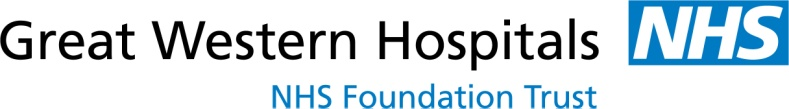 Great Western Hospitals NHS
NHS Foundation Trust